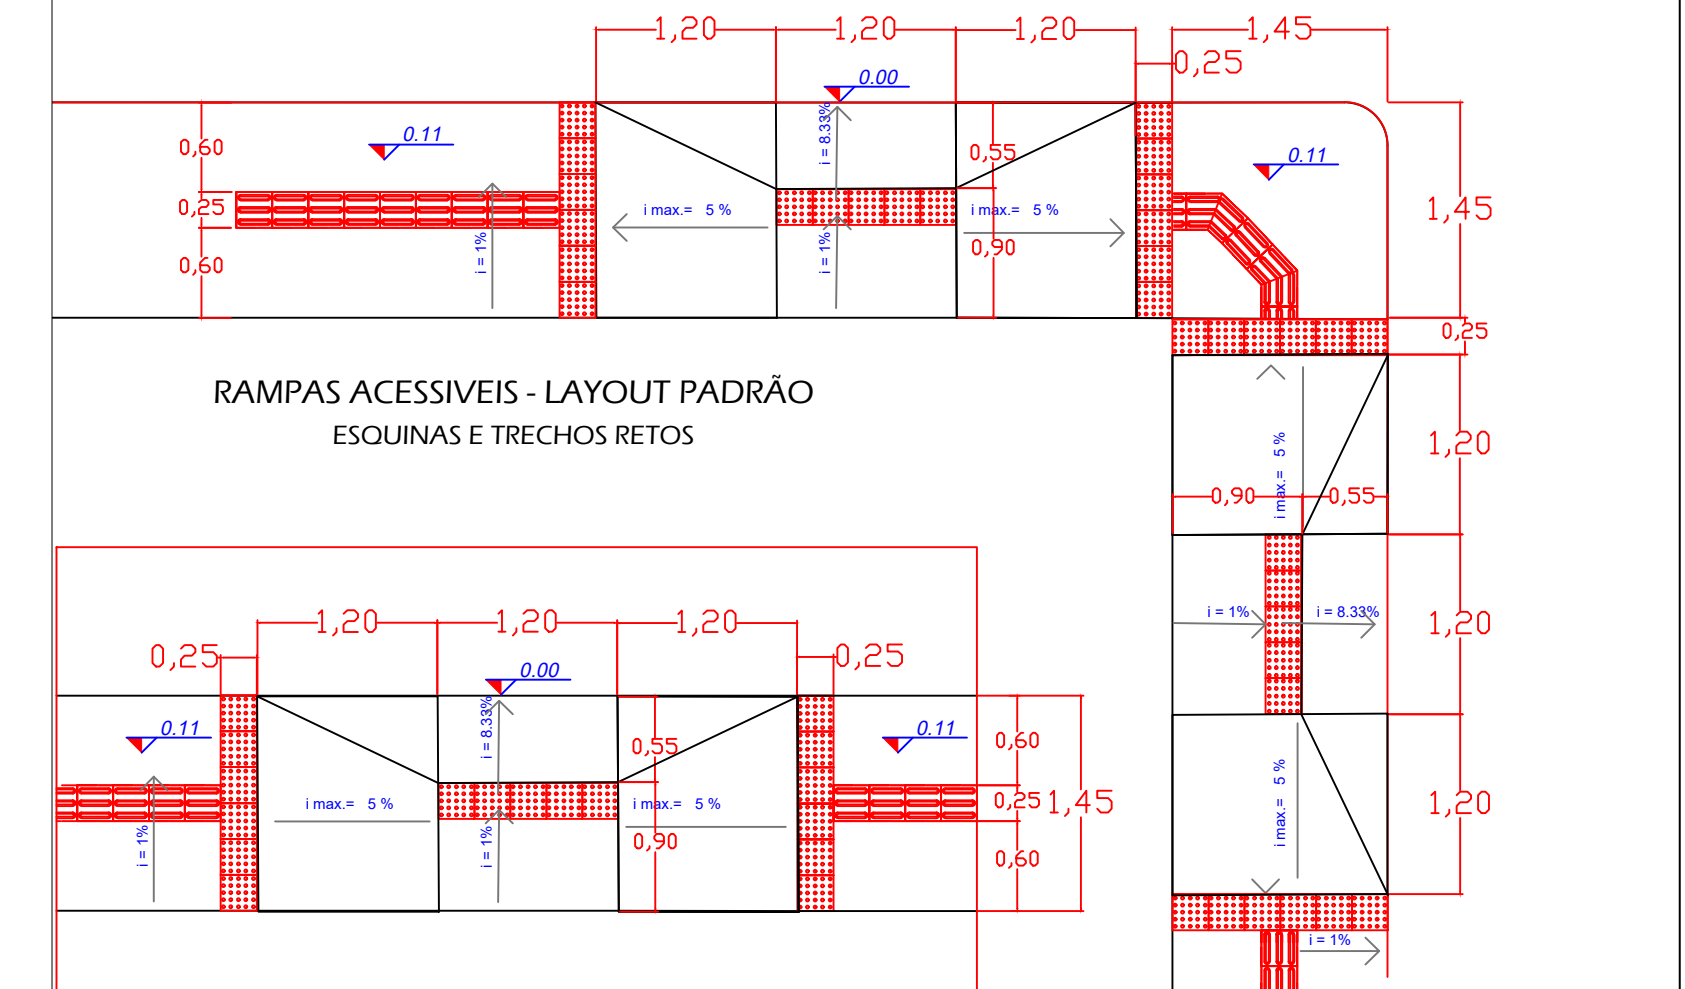 1,20 1,20 1,20 1,45
0,25
0.00
0.11
0,60
i = 8.33%
0,55
0.11
0,25
i max.= 5 %
i max.= 5 %
1,45
i = 1%
i = 1%
0,90
0,60
0,25
RAMPAS ACESSIVEIS - LAYOUT PADRÃO
ESQUINAS E TRECHOS RETOS
i max.= 5 %
1,20
0,90 0,55
i = 1%
i = 8.33%
1,20
1,20 1,20 1,20
0,25
0,25
0.00
0.11
i = 8.33%
0,55
0.11
0,60
i max.= 5 %
i max.= 5 %
0,25
1,45
i = 1%
i = 1%
0,90
0,60
i max.= 5 %
1,20
i = 1%